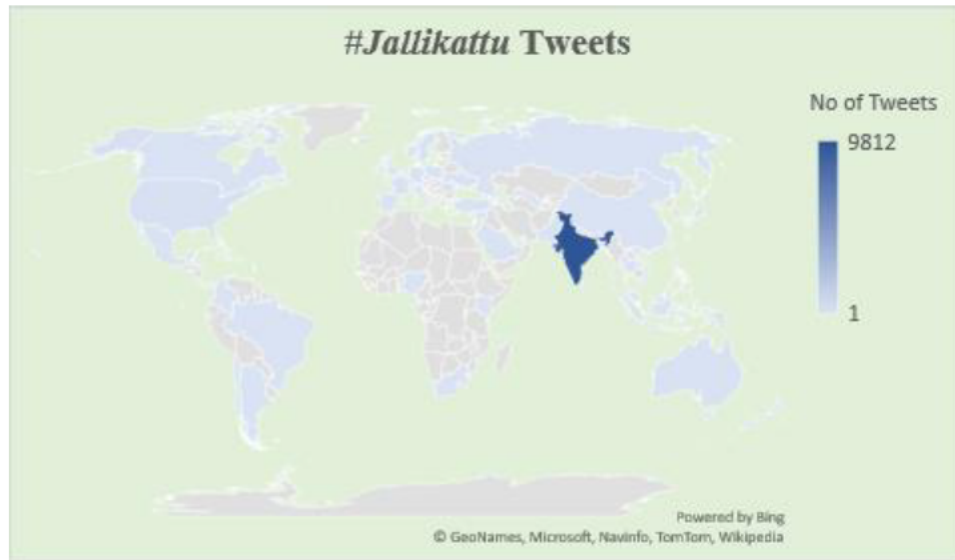 #Jallikattu Tweets
No of Tweets
9812
1
Powered by Bing
© GeoNames, Microsoft, Navinfo, TomTom, Wikipedia